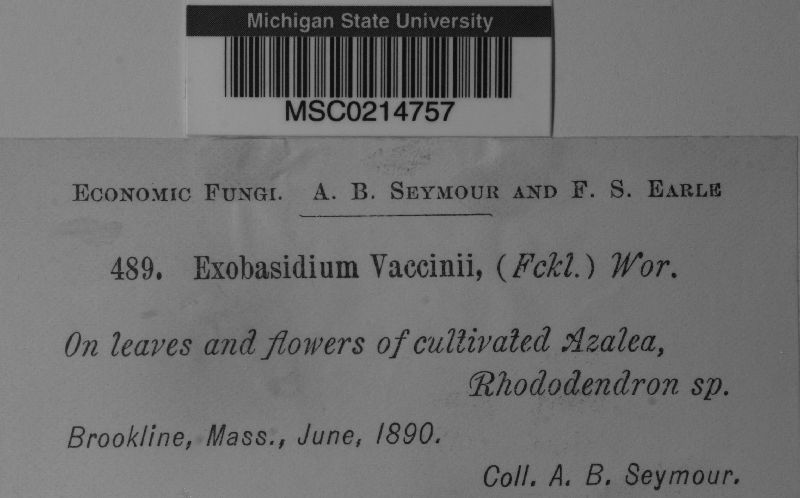 Michigan State University
MSC0214757
Economic Fungi. A. B. Seymour and F. S. Earle
489. Exobasidium Vaccinii, (Fckl.) Wor.
On leaves and flowers of cultivated Azalea,
Rhododendron sp.
Brookline, Mass., June, 1890.
Coll. A. B. Seymour.